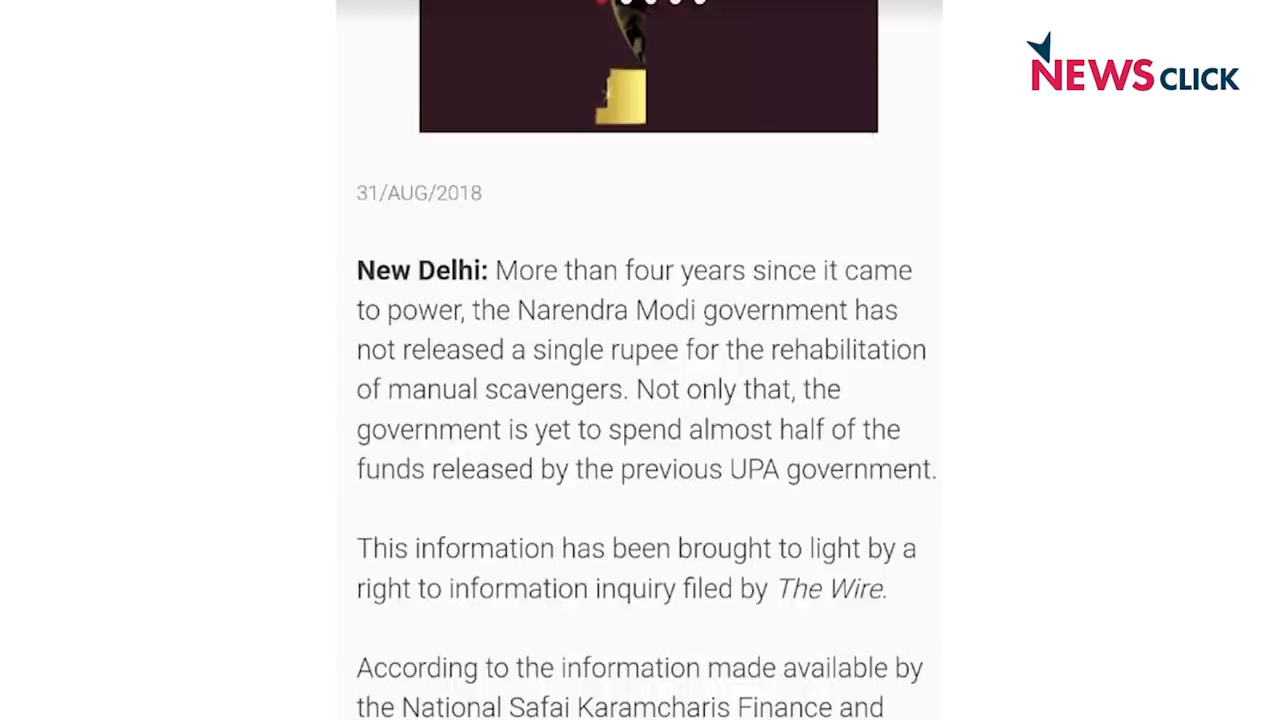 NEWSCLICK
31/AUG/2018
New Delhi: More than four years since it came
to power, the Narendra Modi government has
not released a single rupee for the rehabilitation
of manual scavengers. Not only that, the
government is yet to spend almost half of the
funds released by the previous UPA government.
This information has been brought to light by a
right to information inquiry filed by The Wire.
According to the information made available by
the National Safai Karamcharis Finance and